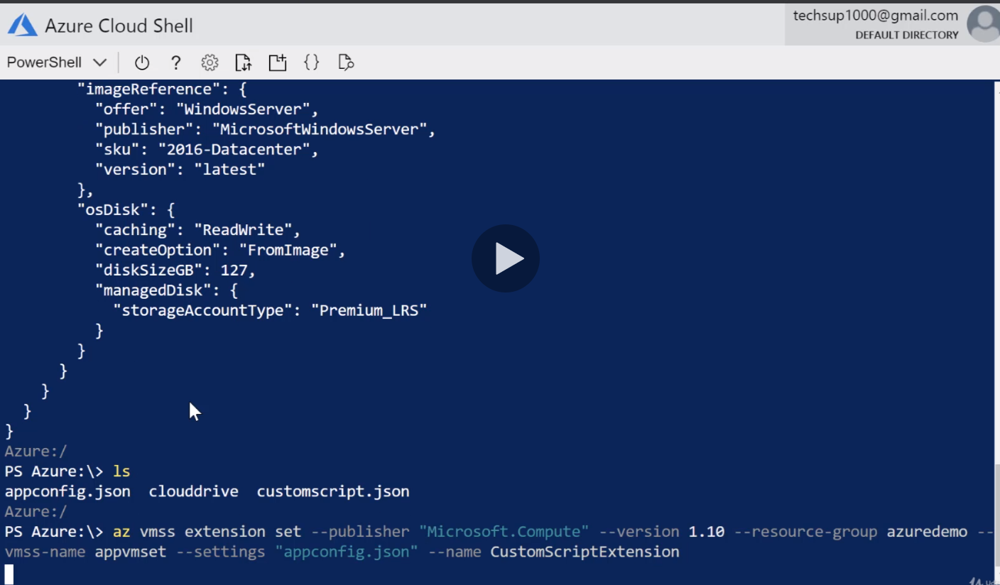 Azure Cloud Shell
techsup1000@gmail.com
DEFAULT DIRECTORY
PowerShell
?
{}
"imageReference": {
"offer": "WindowsServer",
"publisher": "MicrosoftWindowsServer",
"sku": "2016-Datacenter",
"version": "latest"
},
"osDisk": {
"caching": "ReadWrite",
"createOption": "FromImage",
"diskSizeGB": 127,
"managedDisk": {
"storageAccountType": "Premium_LRS"
}
}
}
}
}
}
Azure:/
PS Azure:\> ls
appconfig.json clouddrive customscript.json
Azure:/
PS Azure:\> az vmss extension set --publisher "Microsoft.Compute" --version 1.10 --resource-group azuredemo --
vmss-name appvmset --settings "appconfig.json" --name CustomScriptExtension